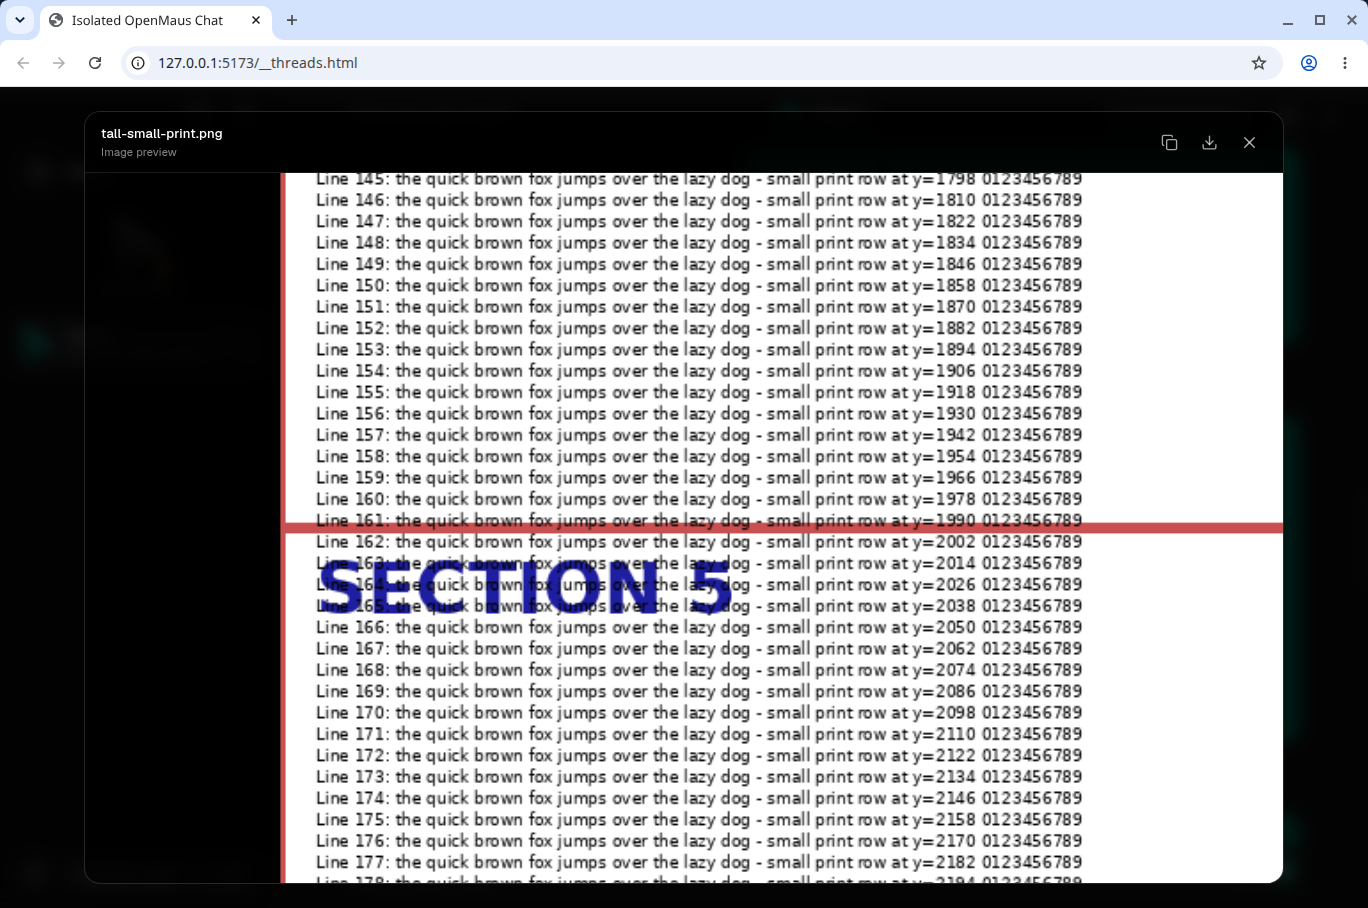 Isolated OpenMaus Chat
127.0.0.1:5173/__threads.html
tall-small-print.png
Image preview
Line 145: the quick brown fox jumps over the lazy dog - small print row at y=1798 0123456789
Line 146: the quick brown fox jumps over the lazy dog - small print row at y=1810 0123456789
Line 147: the quick brown fox jumps over the lazy dog - small print row at y=1822 0123456789
Line 148: the quick brown fox jumps over the lazy dog - small print row at y=1834 0123456789
Line 149: the quick brown fox jumps over the lazy dog - small print row at y=1846 0123456789
Line 150: the quick brown fox jumps over the lazy dog - small print row at y=1858 0123456789
Line 151: the quick brown fox jumps over the lazy dog - small print row at y=1870 0123456789
Line 152: the quick brown fox jumps over the lazy dog - small print row at y=1882 0123456789
Line 153: the quick brown fox jumps over the lazy dog - small print row at y=1894 0123456789
Line 154: the quick brown fox jumps over the lazy dog - small print row at y=1906 0123456789
Line 155: the quick brown fox jumps over the lazy dog - small print row at y=1918 0123456789
Line 156: the quick brown fox jumps over the lazy dog - small print row at y=1930 0123456789
Line 157: the quick brown fox jumps over the lazy dog - small print row at y=1942 0123456789
Line 158: the quick brown fox jumps over the lazy dog - small print row at y=1954 0123456789
Line 159: the quick brown fox jumps over the lazy dog - small print row at y=1966 0123456789
Line 160: the quick brown fox jumps over the lazy dog - small print row at y=1978 0123456789
Line 161: the quick brown fox jumps over the lazy dog - small print row at y=1990 0123456789
Line 162: the quick brown fox jumps over the lazy dog - small print row at y=2002 0123456789
Line 163: the quick brown fox jumps over the lazy dog - small print row at y=2014 0123456789
SECTION 5
Line 164: the quick brown fox jumps over the lazy dog - small print row at y=2026 0123456789
Line 165: the quick brown fox jumps over the lazy dog - small print row at y=2038 0123456789
Line 166: the quick brown fox jumps over the lazy dog - small print row at y=2050 0123456789
Line 167: the quick brown fox jumps over the lazy dog - small print row at y=2062 0123456789
Line 168: the quick brown fox jumps over the lazy dog - small print row at y=2074 0123456789
Line 169: the quick brown fox jumps over the lazy dog - small print row at y=2086 0123456789
Line 170: the quick brown fox jumps over the lazy dog - small print row at y=2098 0123456789
Line 171: the quick brown fox jumps over the lazy dog - small print row at y=2110 0123456789
Line 172: the quick brown fox jumps over the lazy dog - small print row at y=2122 0123456789
Line 173: the quick brown fox jumps over the lazy dog - small print row at y=2134 0123456789
Line 174: the quick brown fox jumps over the lazy dog - small print row at y=2146 0123456789
Line 175: the quick brown fox jumps over the lazy dog - small print row at y=2158 0123456789
Line 176: the quick brown fox jumps over the lazy dog - small print row at y=2170 0123456789
Line 177: the quick brown fox jumps over the lazy dog - small print row at y=2182 0123456789